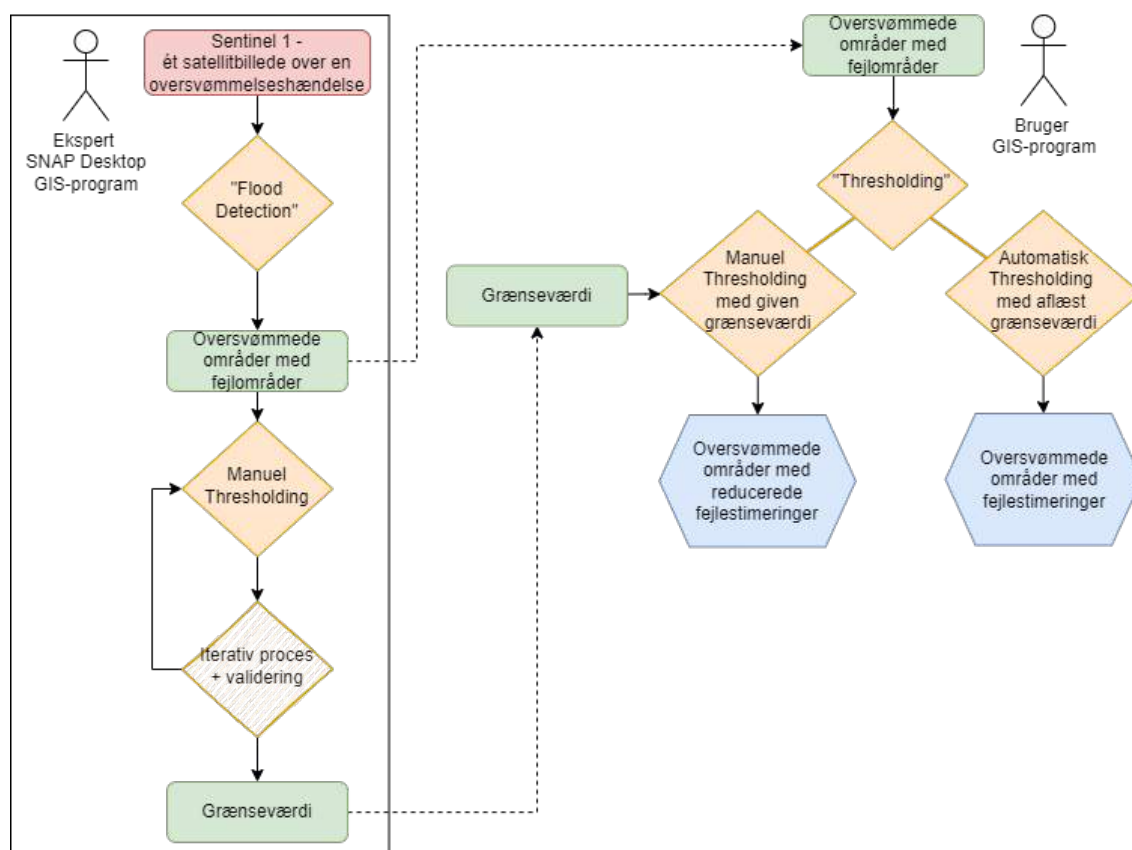 Sentinel 1 -
ét satellitbillede over en
oversvømmelseshændelse
Ekspert
SNAP Desktop
GIS-program
"Flood
Detection"
Oversvømmede
områder med
fejlområder
Manuel
Thresholding
Iterativ proces
+ validering
Grænseværdi
Oversvømmede
områder med
fejlområder
Bruger
GIS-program
"Thresholding"
Grænseværdi
Manuel
Thresholding
med given
grænseværdi
Automatisk
Thresholding
med aflæst
grænseværdi
Oversvømmede
områder med
reducerede
fejlestimeringer
Oversvømmede
områder med
fejlestimeringer